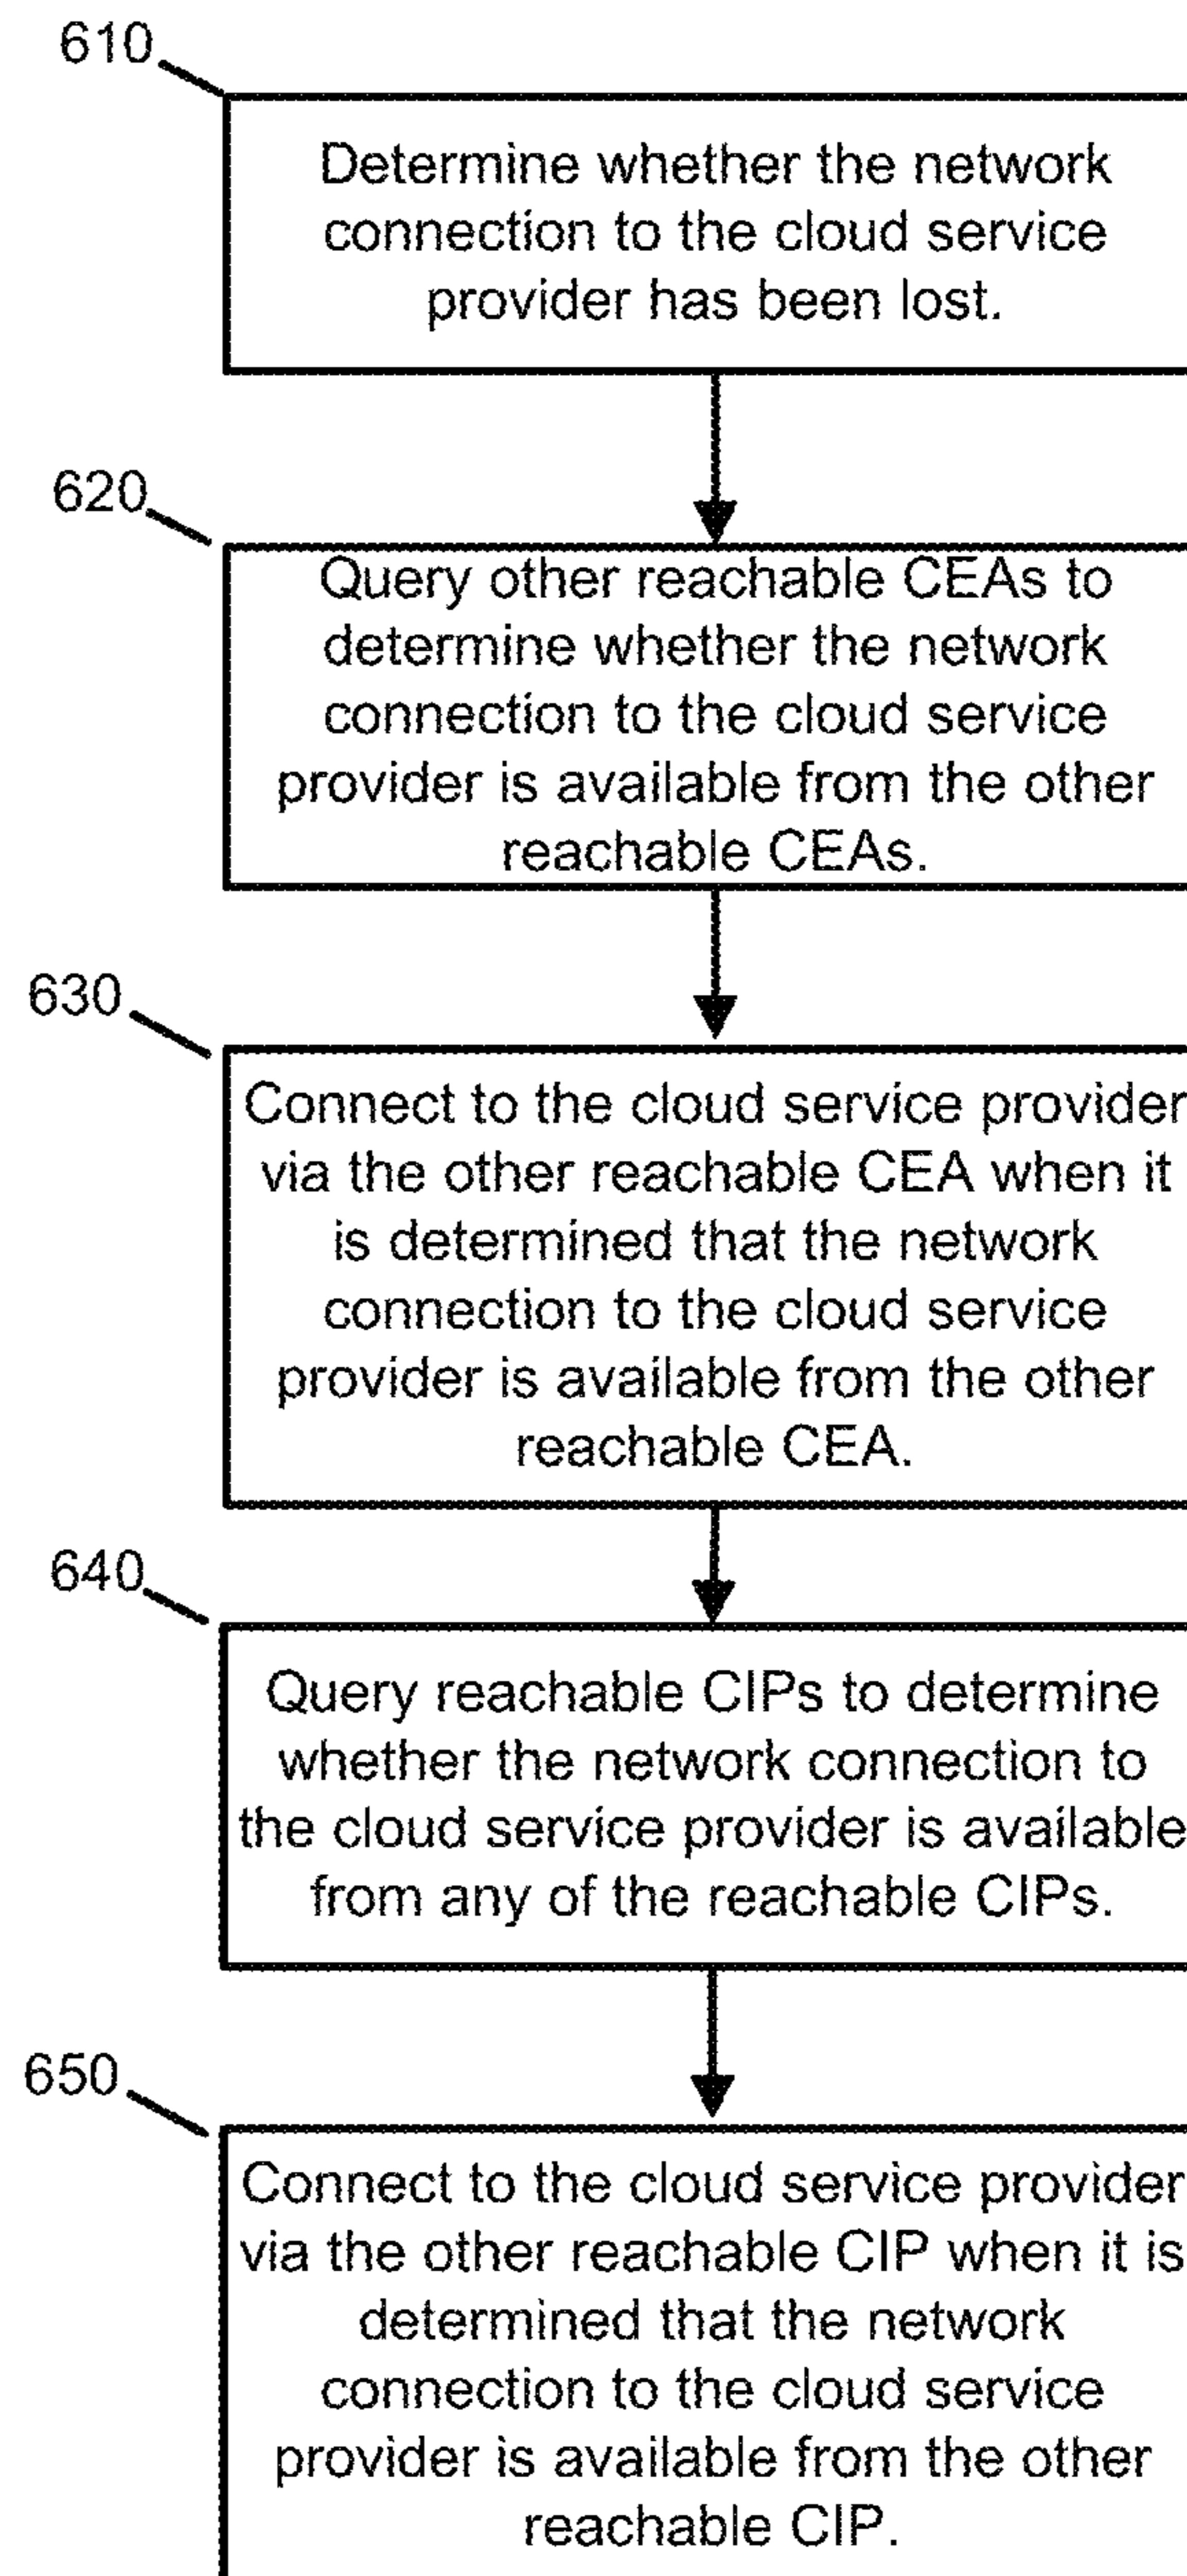 610
Determine whether the network
connection to the cloud service
provider has been lost.
620
Query other reachable CEAs to
determine whether the network
connection to the cloud service
provider is available from the other
reachable CEAs.
630
Connect to the cloud service provider
via the other reachable CEA when it
is determined that the network
connection to the cloud service
provider is available from the other
reachable CEA.
640
Query reachable CIPs to determine
whether the network connection to
the cloud service provider is available
from any of the reachable CIPs.
650
Connect to the cloud service provider
via the other reachable CIP when it is
determined that the network
connection to the cloud service
provider is available from the other
reachable CIP.